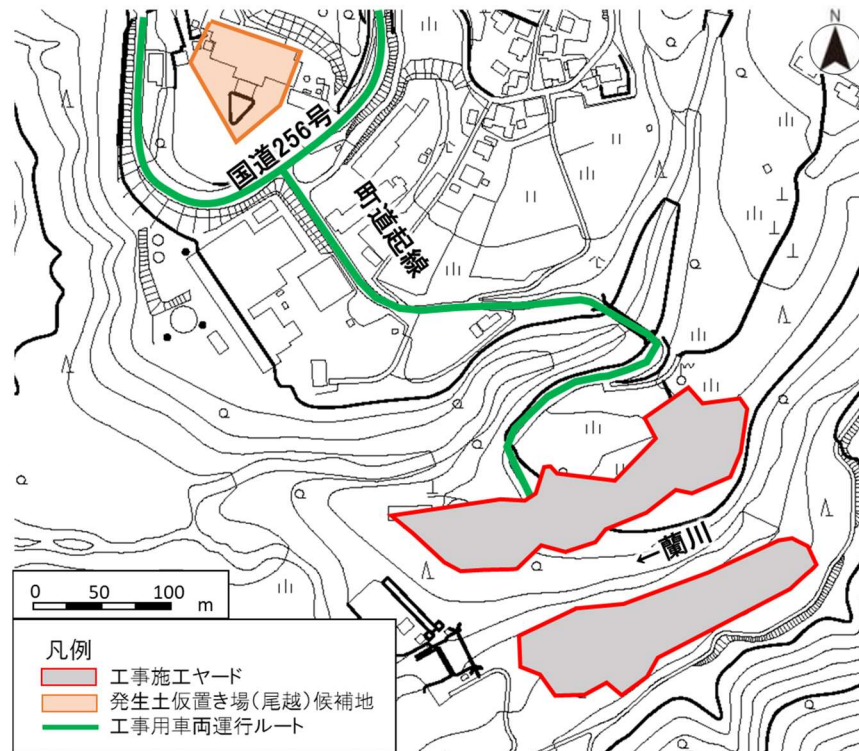 N
国道256号
町道起線
←蘭川
0 50 100 m
凡例
工事施工ヤード
発生土仮置き場(尾越)候補地
工事用車両運行ルート